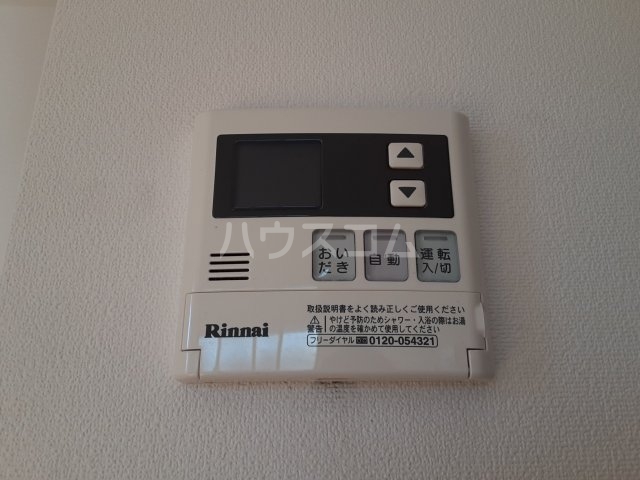 ▲
▼
ハウスコム
おい
だき
自動
運転
入/切
取扱説明書をよく読み正しくご使用ください
⚠警告 やけど予防のためシャワー・入浴の際はお湯
の温度を確かめて使用してください
Rinnai
フリーダイヤル 0120-054321